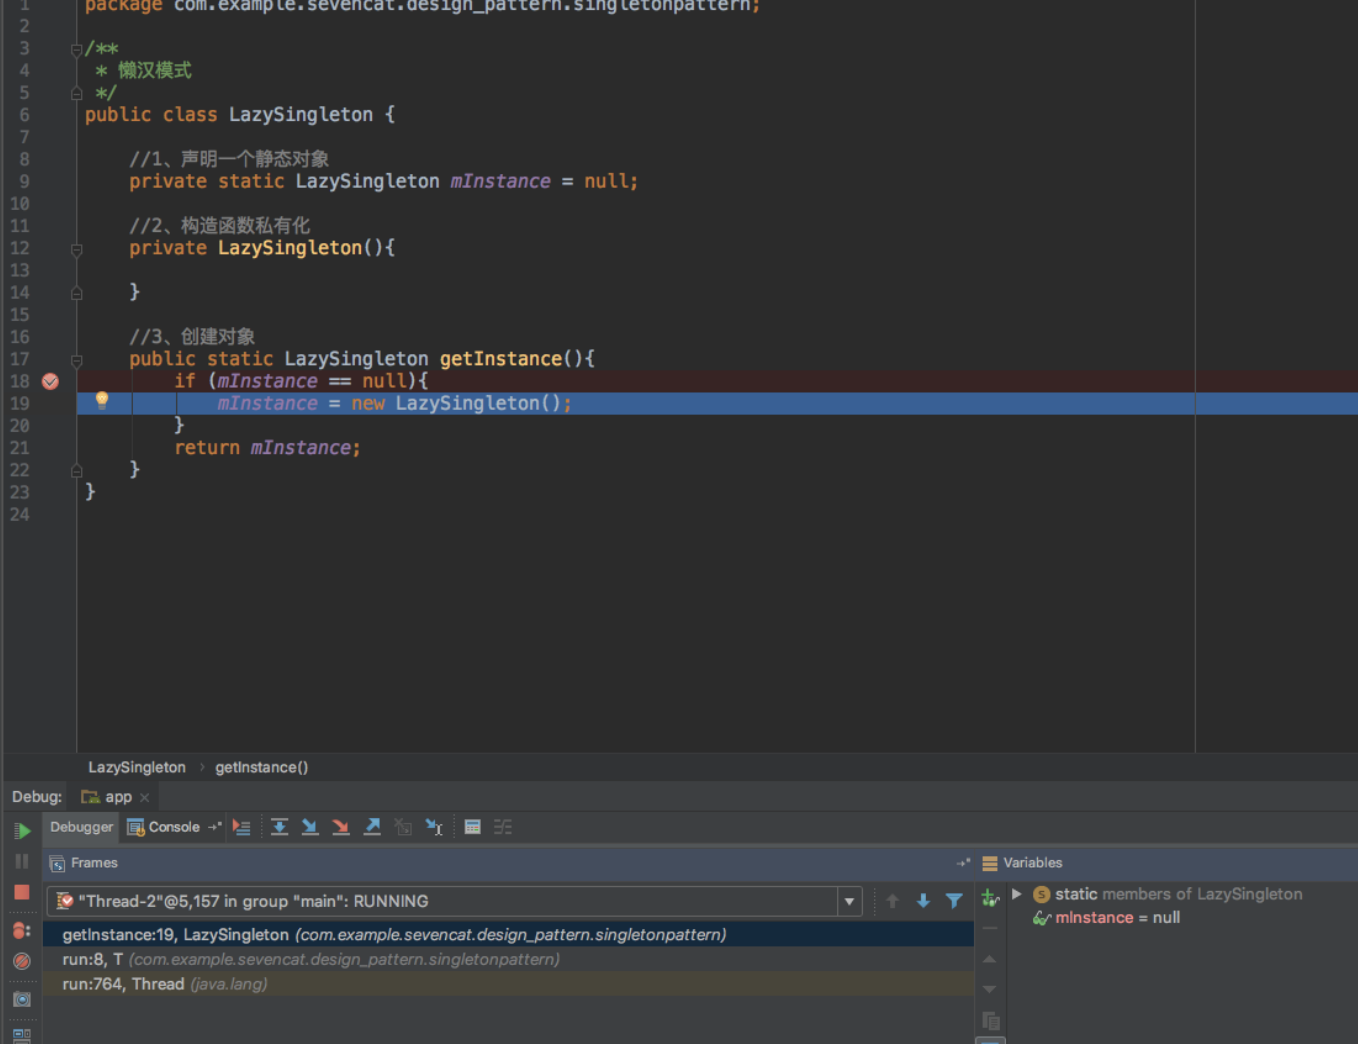 1 package com.example.sevencat.design_pattern.singletonpattern;
2
3 /**
4 * 懒汉模式
5 */
6 public class LazySingleton {
7
8 //1、声明一个静态对象
9 private static LazySingleton mInstance = null;
10
11 //2、构造函数私有化
12 private LazySingleton(){
13
14 }
15
16 //3、创建对象
17 public static LazySingleton getInstance(){
18 if (mInstance == null){
19 mInstance = new LazySingleton();
20 }
21 return mInstance;
22 }
23 }
24
LazySingleton › getInstance()
Debug: app ×
Debugger Console
Frames
Variables
"Thread-2"@5,157 in group "main": RUNNING
getInstance:19, LazySingleton (com.example.sevencat.design_pattern.singletonpattern)
run:8, T (com.example.sevencat.design_pattern.singletonpattern)
run:764, Thread (java.lang)
static members of LazySingleton
mInstance = null